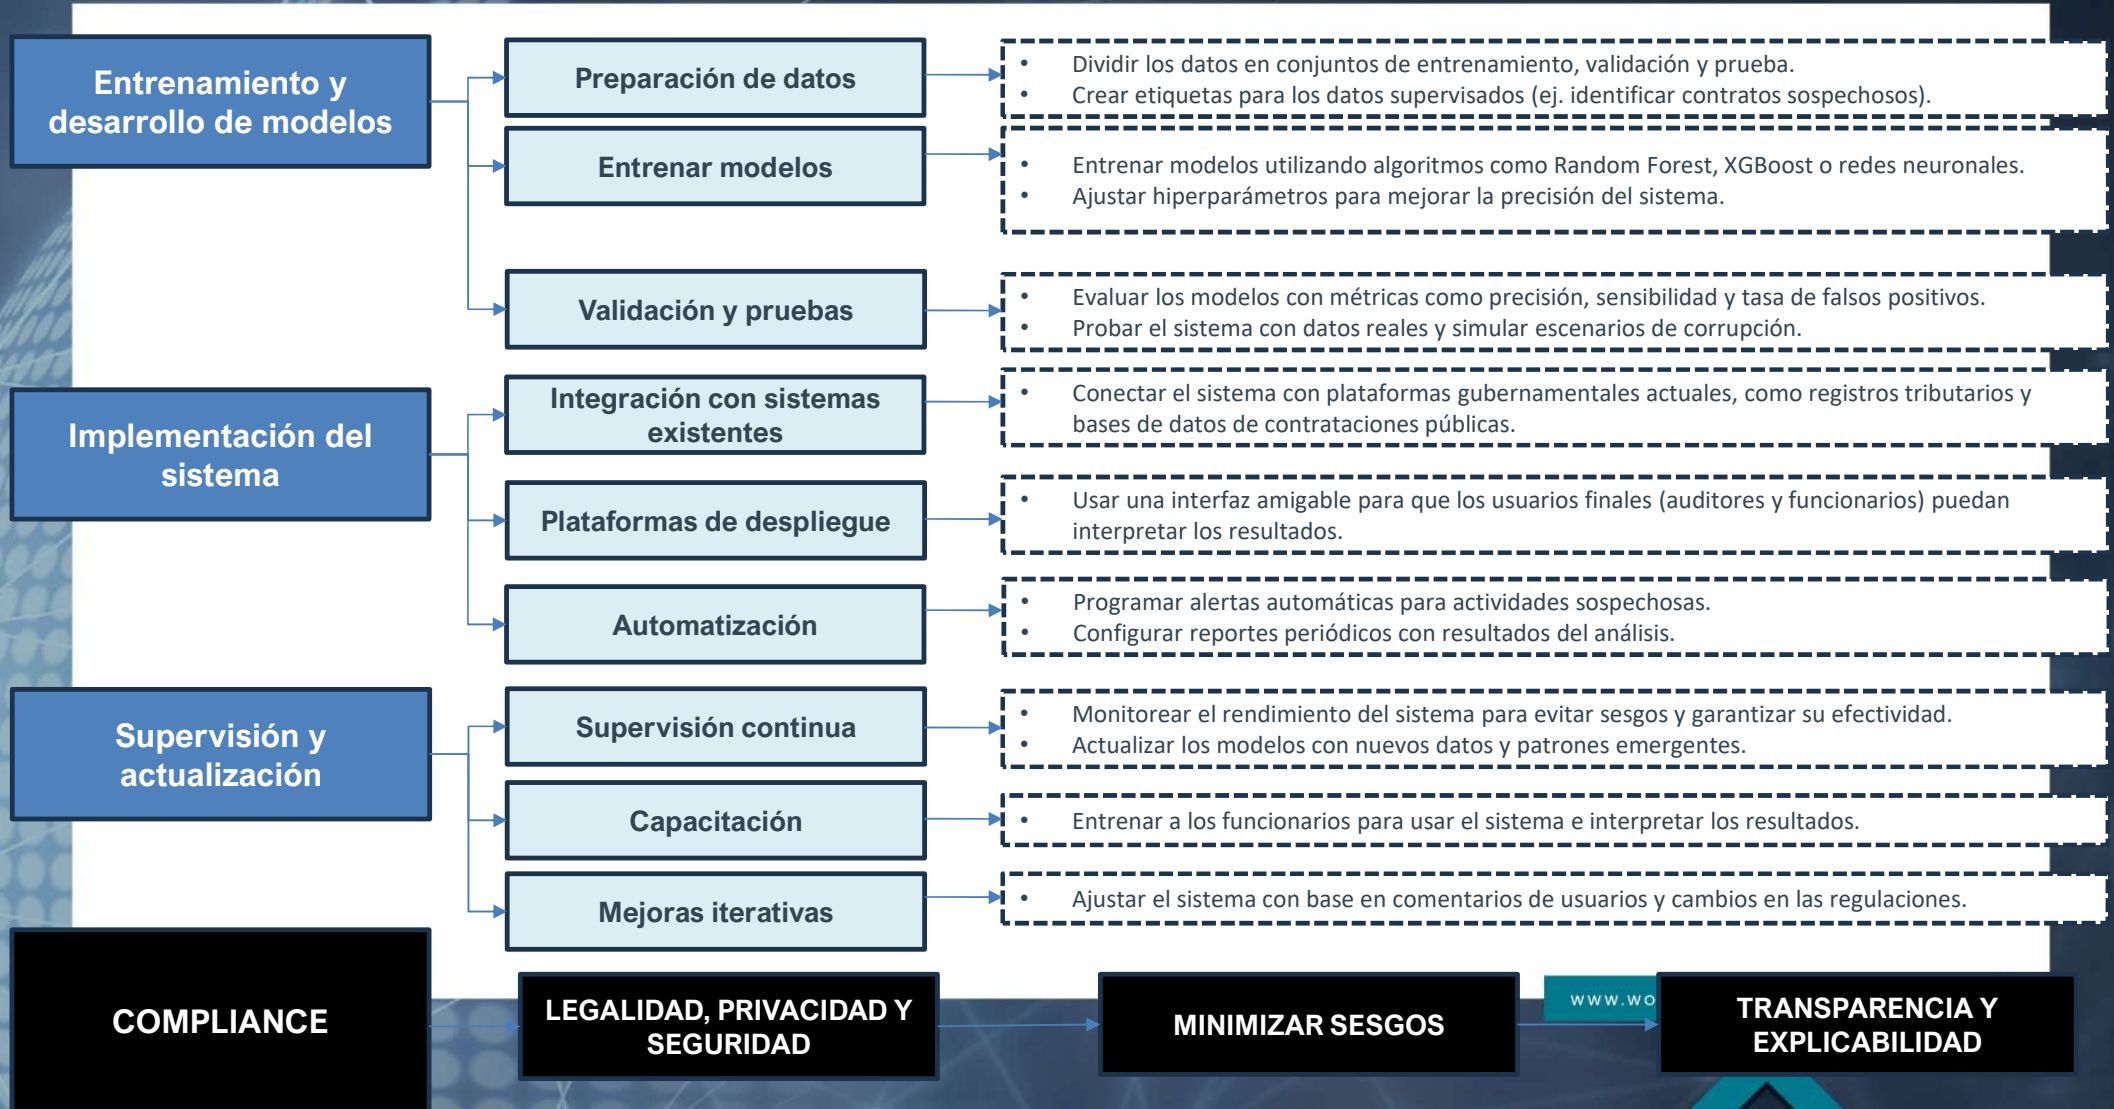 Entrenamiento y
desarrollo de modelos
Preparación de datos
• Dividir los datos en conjuntos de entrenamiento, validación y prueba.
• Crear etiquetas para los datos supervisados (ej. identificar contratos sospechosos).
Entrenar modelos
• Entrenar modelos utilizando algoritmos como Random Forest, XGBoost o redes neuronales.
• Ajustar hiperparámetros para mejorar la precisión del sistema.
Validación y pruebas
• Evaluar los modelos con métricas como precisión, sensibilidad y tasa de falsos positivos.
• Probar el sistema con datos reales y simular escenarios de corrupción.
Implementación del
sistema
Integración con sistemas
existentes
• Conectar el sistema con plataformas gubernamentales actuales, como registros tributarios y
bases de datos de contrataciones públicas.
Plataformas de despliegue
• Usar una interfaz amigable para que los usuarios finales (auditores y funcionarios) puedan
interpretar los resultados.
Automatización
• Programar alertas automáticas para actividades sospechosas.
• Configurar reportes periódicos con resultados del análisis.
Supervisión y
actualización
Supervisión continua
• Monitorear el rendimiento del sistema para evitar sesgos y garantizar su efectividad.
• Actualizar los modelos con nuevos datos y patrones emergentes.
Capacitación
• Entrenar a los funcionarios para usar el sistema e interpretar los resultados.
Mejoras iterativas
• Ajustar el sistema con base en comentarios de usuarios y cambios en las regulaciones.
COMPLIANCE
LEGALIDAD, PRIVACIDAD Y
SEGURIDAD
MINIMIZAR SESGOS
www.wo
TRANSPARENCIA Y
EXPLICABILIDAD